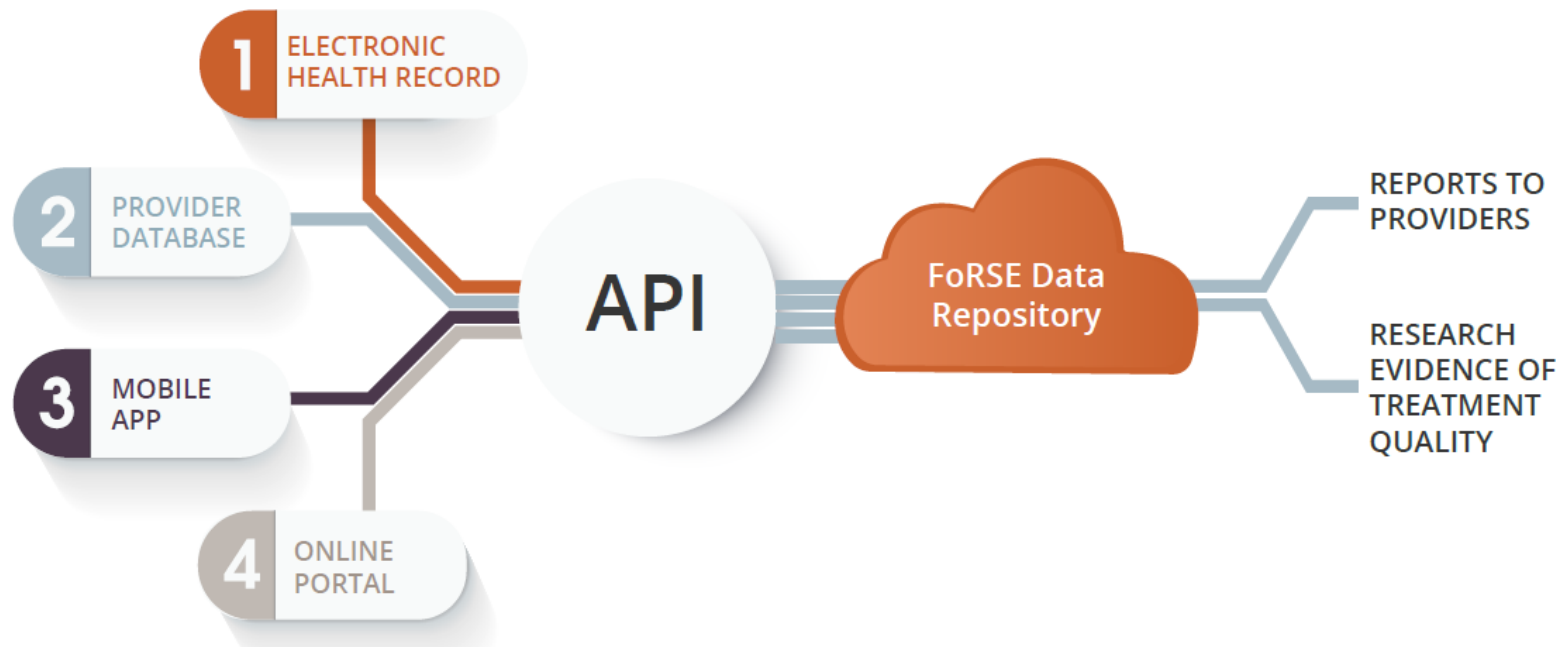 1
ELECTRONIC
HEALTH RECORD
2
PROVIDER
DATABASE
3
MOBILE
APP
4
ONLINE
PORTAL
API
FoRSE Data
Repository
REPORTS TO
PROVIDERS
RESEARCH
EVIDENCE OF
TREATMENT
QUALITY